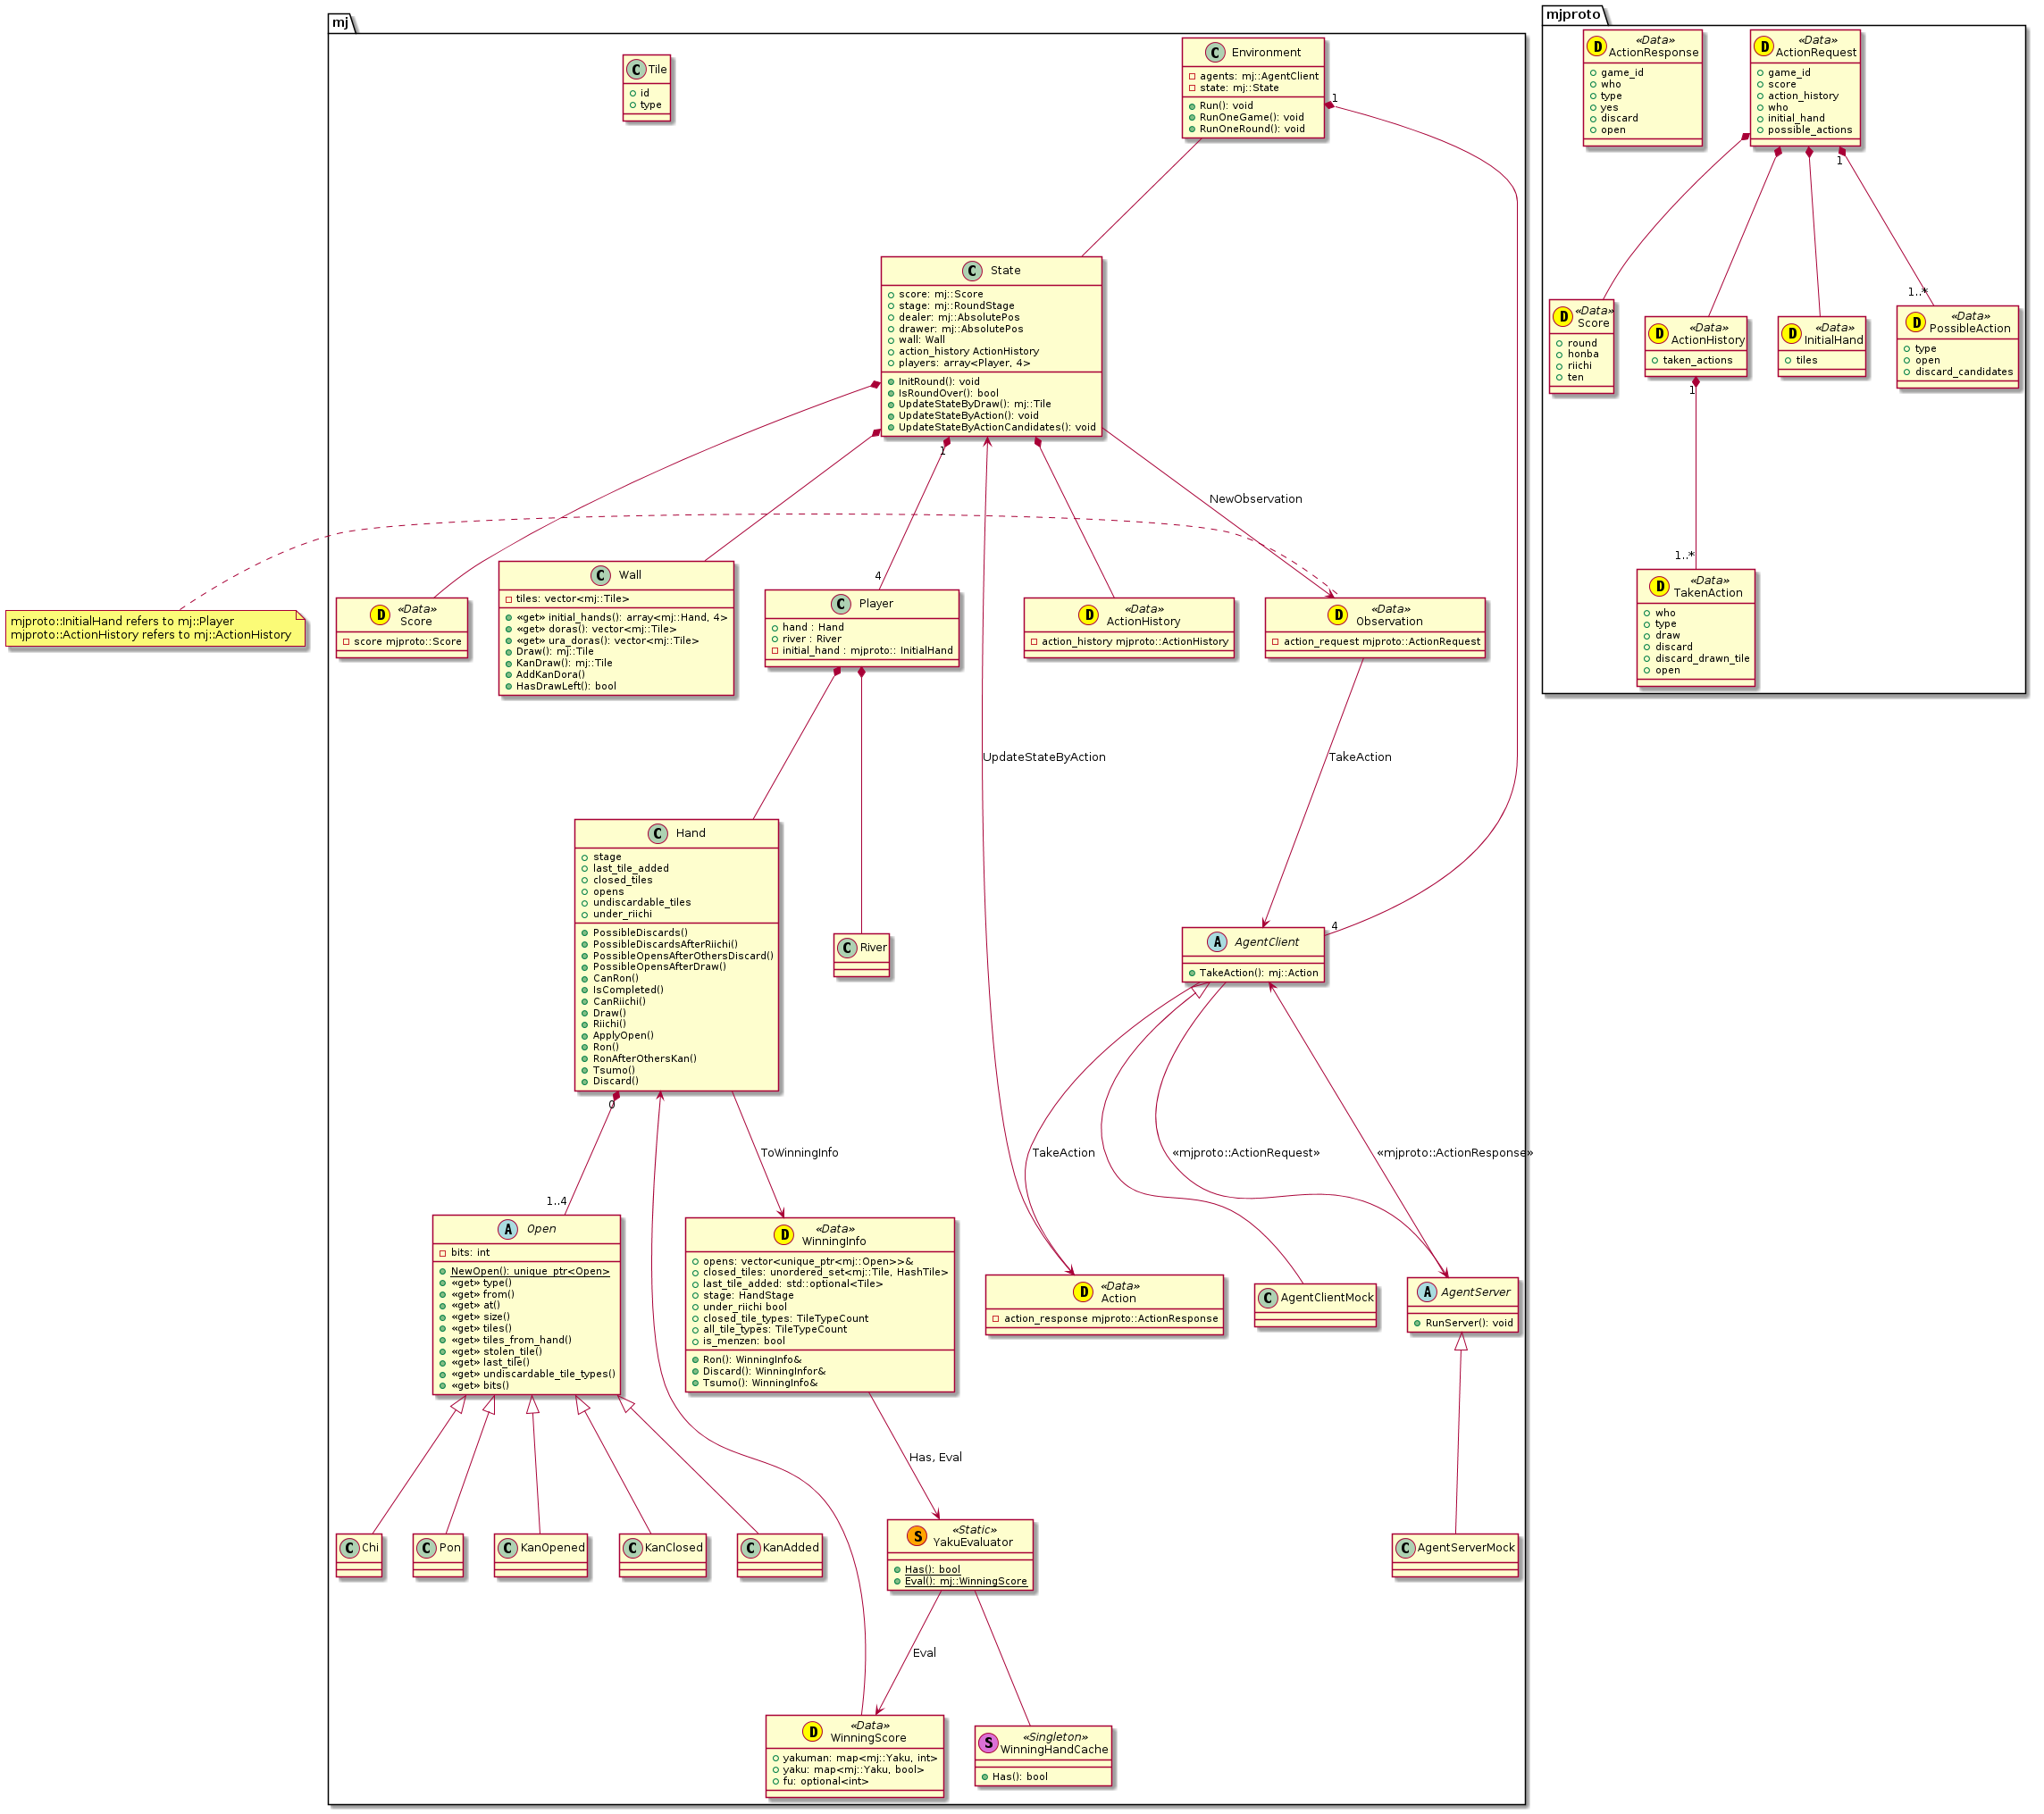 mj
Tile
id
type
Environment
agents: mj::AgentClient
state: mj::State
Run(): void
RunOneGame(): void
RunOneRound(): void
1
State
score: mj::Score
stage: mj::RoundStage
dealer: mj::AbsolutePos
drawer: mj::AbsolutePos
wall: Wall
action_history ActionHistory
players: array<Player, 4>
InitRound(): void
IsRoundOver(): bool
UpdateStateByDraw(): mj::Tile
UpdateStateByAction(): void
UpdateStateByActionCandidates(): void
1
NewObservation
4
mjproto::InitialHand refers to mj::Player
mjproto::ActionHistory refers to mj::ActionHistory
«Data»
Score
score mjproto::Score
Wall
tiles: vector<mj::Tile>
«get» initial_hands(): array<mj::Hand, 4>
«get» doras(): vector<mj::Tile>
«get» ura_doras(): vector<mj::Tile>
Draw(): mj::Tile
KanDraw(): mj::Tile
AddKanDora()
HasDrawLeft(): bool
Player
hand : Hand
river : River
initial_hand : mjproto:: InitialHand
«Data»
ActionHistory
action_history mjproto::ActionHistory
«Data»
Observation
action_request mjproto::ActionRequest
UpdateStateByAction
TakeAction
Hand
stage
last_tile_added
closed_tiles
opens
undiscardable_tiles
under_riichi
PossibleDiscards()
PossibleDiscardsAfterRiichi()
PossibleOpensAfterOthersDiscard()
PossibleOpensAfterDraw()
CanRon()
IsCompleted()
CanRiichi()
Draw()
Riichi()
ApplyOpen()
Ron()
RonAfterOthersKan()
Tsumo()
Discard()
River
4
AgentClient
TakeAction(): mj::Action
0
ToWinningInfo
TakeAction
«mjproto::ActionRequest»
«mjproto::ActionResponse»
1..4
Open
bits: int
NewOpen(): unique_ptr<Open>
«get» type()
«get» from()
«get» at()
«get» size()
«get» tiles()
«get» tiles_from_hand()
«get» stolen_tile()
«get» last_tile()
«get» undiscardable_tile_types()
«get» bits()
«Data»
WinningInfo
opens: vector<unique_ptr<mj::Open>>&
closed_tiles: unordered_set<mj::Tile, HashTile>
last_tile_added: std::optional<Tile>
stage: HandStage
under_riichi bool
closed_tile_types: TileTypeCount
all_tile_types: TileTypeCount
is_menzen: bool
Ron(): WinningInfo&
Discard(): WinningInfor&
Tsumo(): WinningInfo&
«Data»
Action
action_response mjproto::ActionResponse
AgentClientMock
AgentServer
RunServer(): void
Has, Eval
Chi
Pon
KanOpened
KanClosed
KanAdded
«Static»
YakuEvaluator
Has(): bool
Eval(): mj::WinningScore
AgentServerMock
Eval
«Data»
WinningScore
yakuman: map<mj::Yaku, int>
yaku: map<mj::Yaku, bool>
fu: optional<int>
«Singleton»
WinningHandCache
Has(): bool
mjproto
«Data»
ActionResponse
game_id
who
type
yes
discard
open
«Data»
ActionRequest
game_id
score
action_history
who
initial_hand
possible_actions
1
1..*
«Data»
Score
round
honba
riichi
ten
«Data»
ActionHistory
taken_actions
«Data»
InitialHand
tiles
«Data»
PossibleAction
type
open
discard_candidates
1
1..*
«Data»
TakenAction
who
type
draw
discard
discard_drawn_tile
open